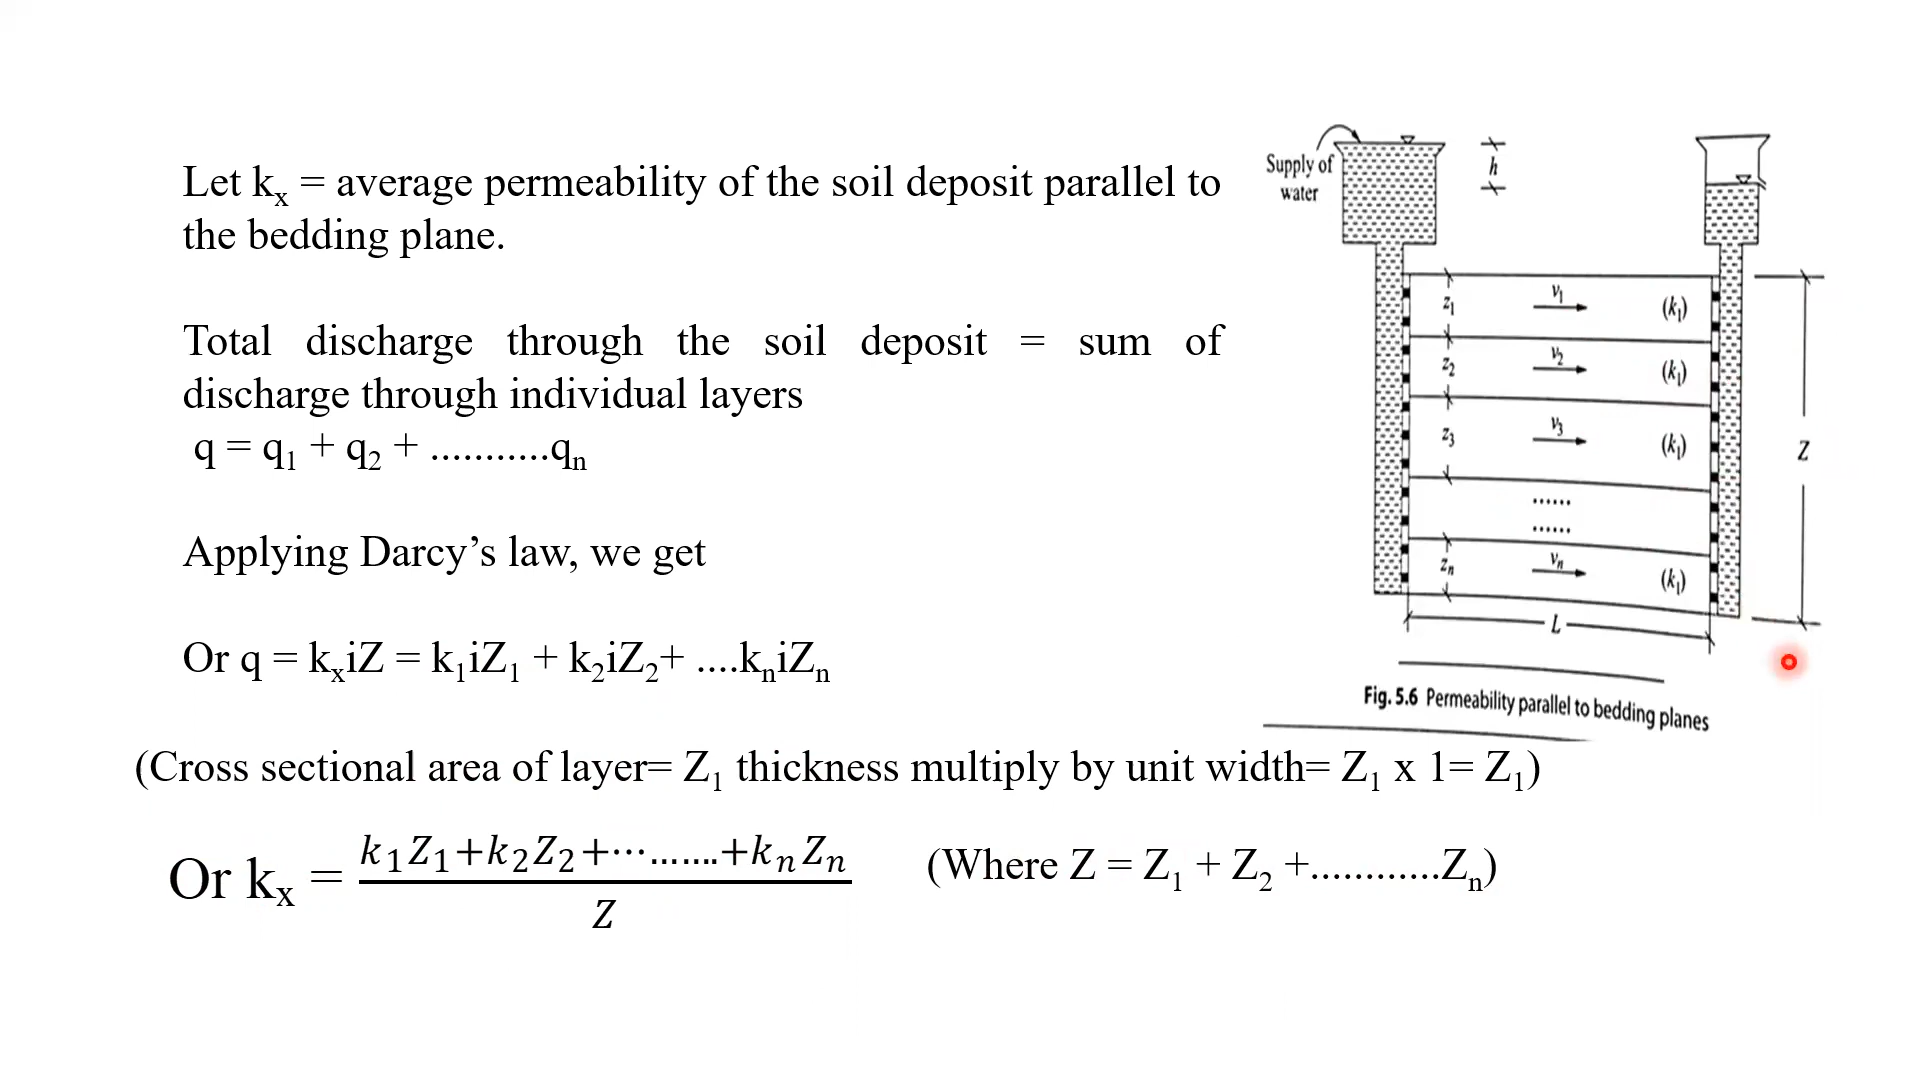 Let kₓ = average permeability of the soil deposit parallel to
the bedding plane.
Total discharge through the soil deposit = sum of
discharge through individual layers
q = q₁ + q₂ + ...........qₙ
Applying Darcy’s law, we get
Or q = kₓiZ = k₁iZ₁ + k₂iZ₂+ ....kₙiZₙ
(Cross sectional area of layer= Z₁ thickness multiply by unit width= Z₁ x 1= Z₁)
Or kₓ = (k₁Z₁+k₂Z₂+⋯…….+kₙZₙ)/Z (Where Z = Z₁ + Z₂ +............Zₙ)
Supply of
water
h
z₁ v₁ (k₁)
z₂ v₂ (k₁)
z₃ v₃ (k₁)
Z
......
......
zₙ vₙ (k₁)
L
Fig. 5.6 Permeability parallel to bedding planes